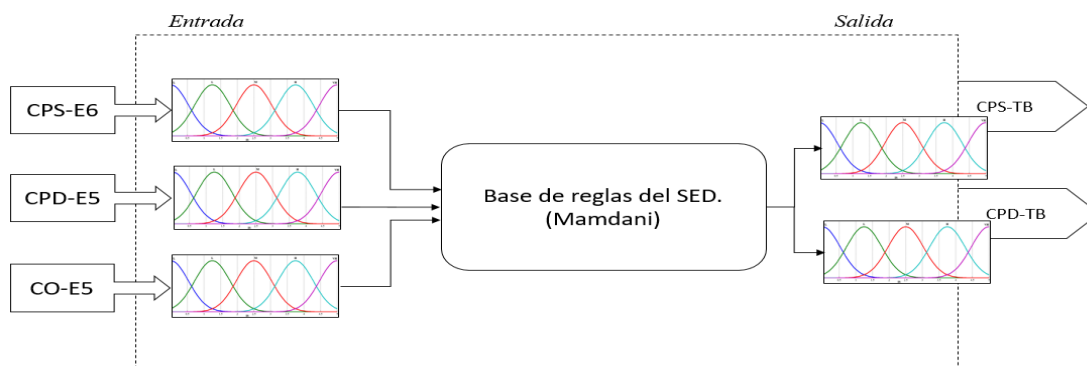 Entrada
Salida
CPS-E6
CPD-E5
CO-E5
Base de reglas del SED.
(Mamdani)
CPS-TB
CPD-TB